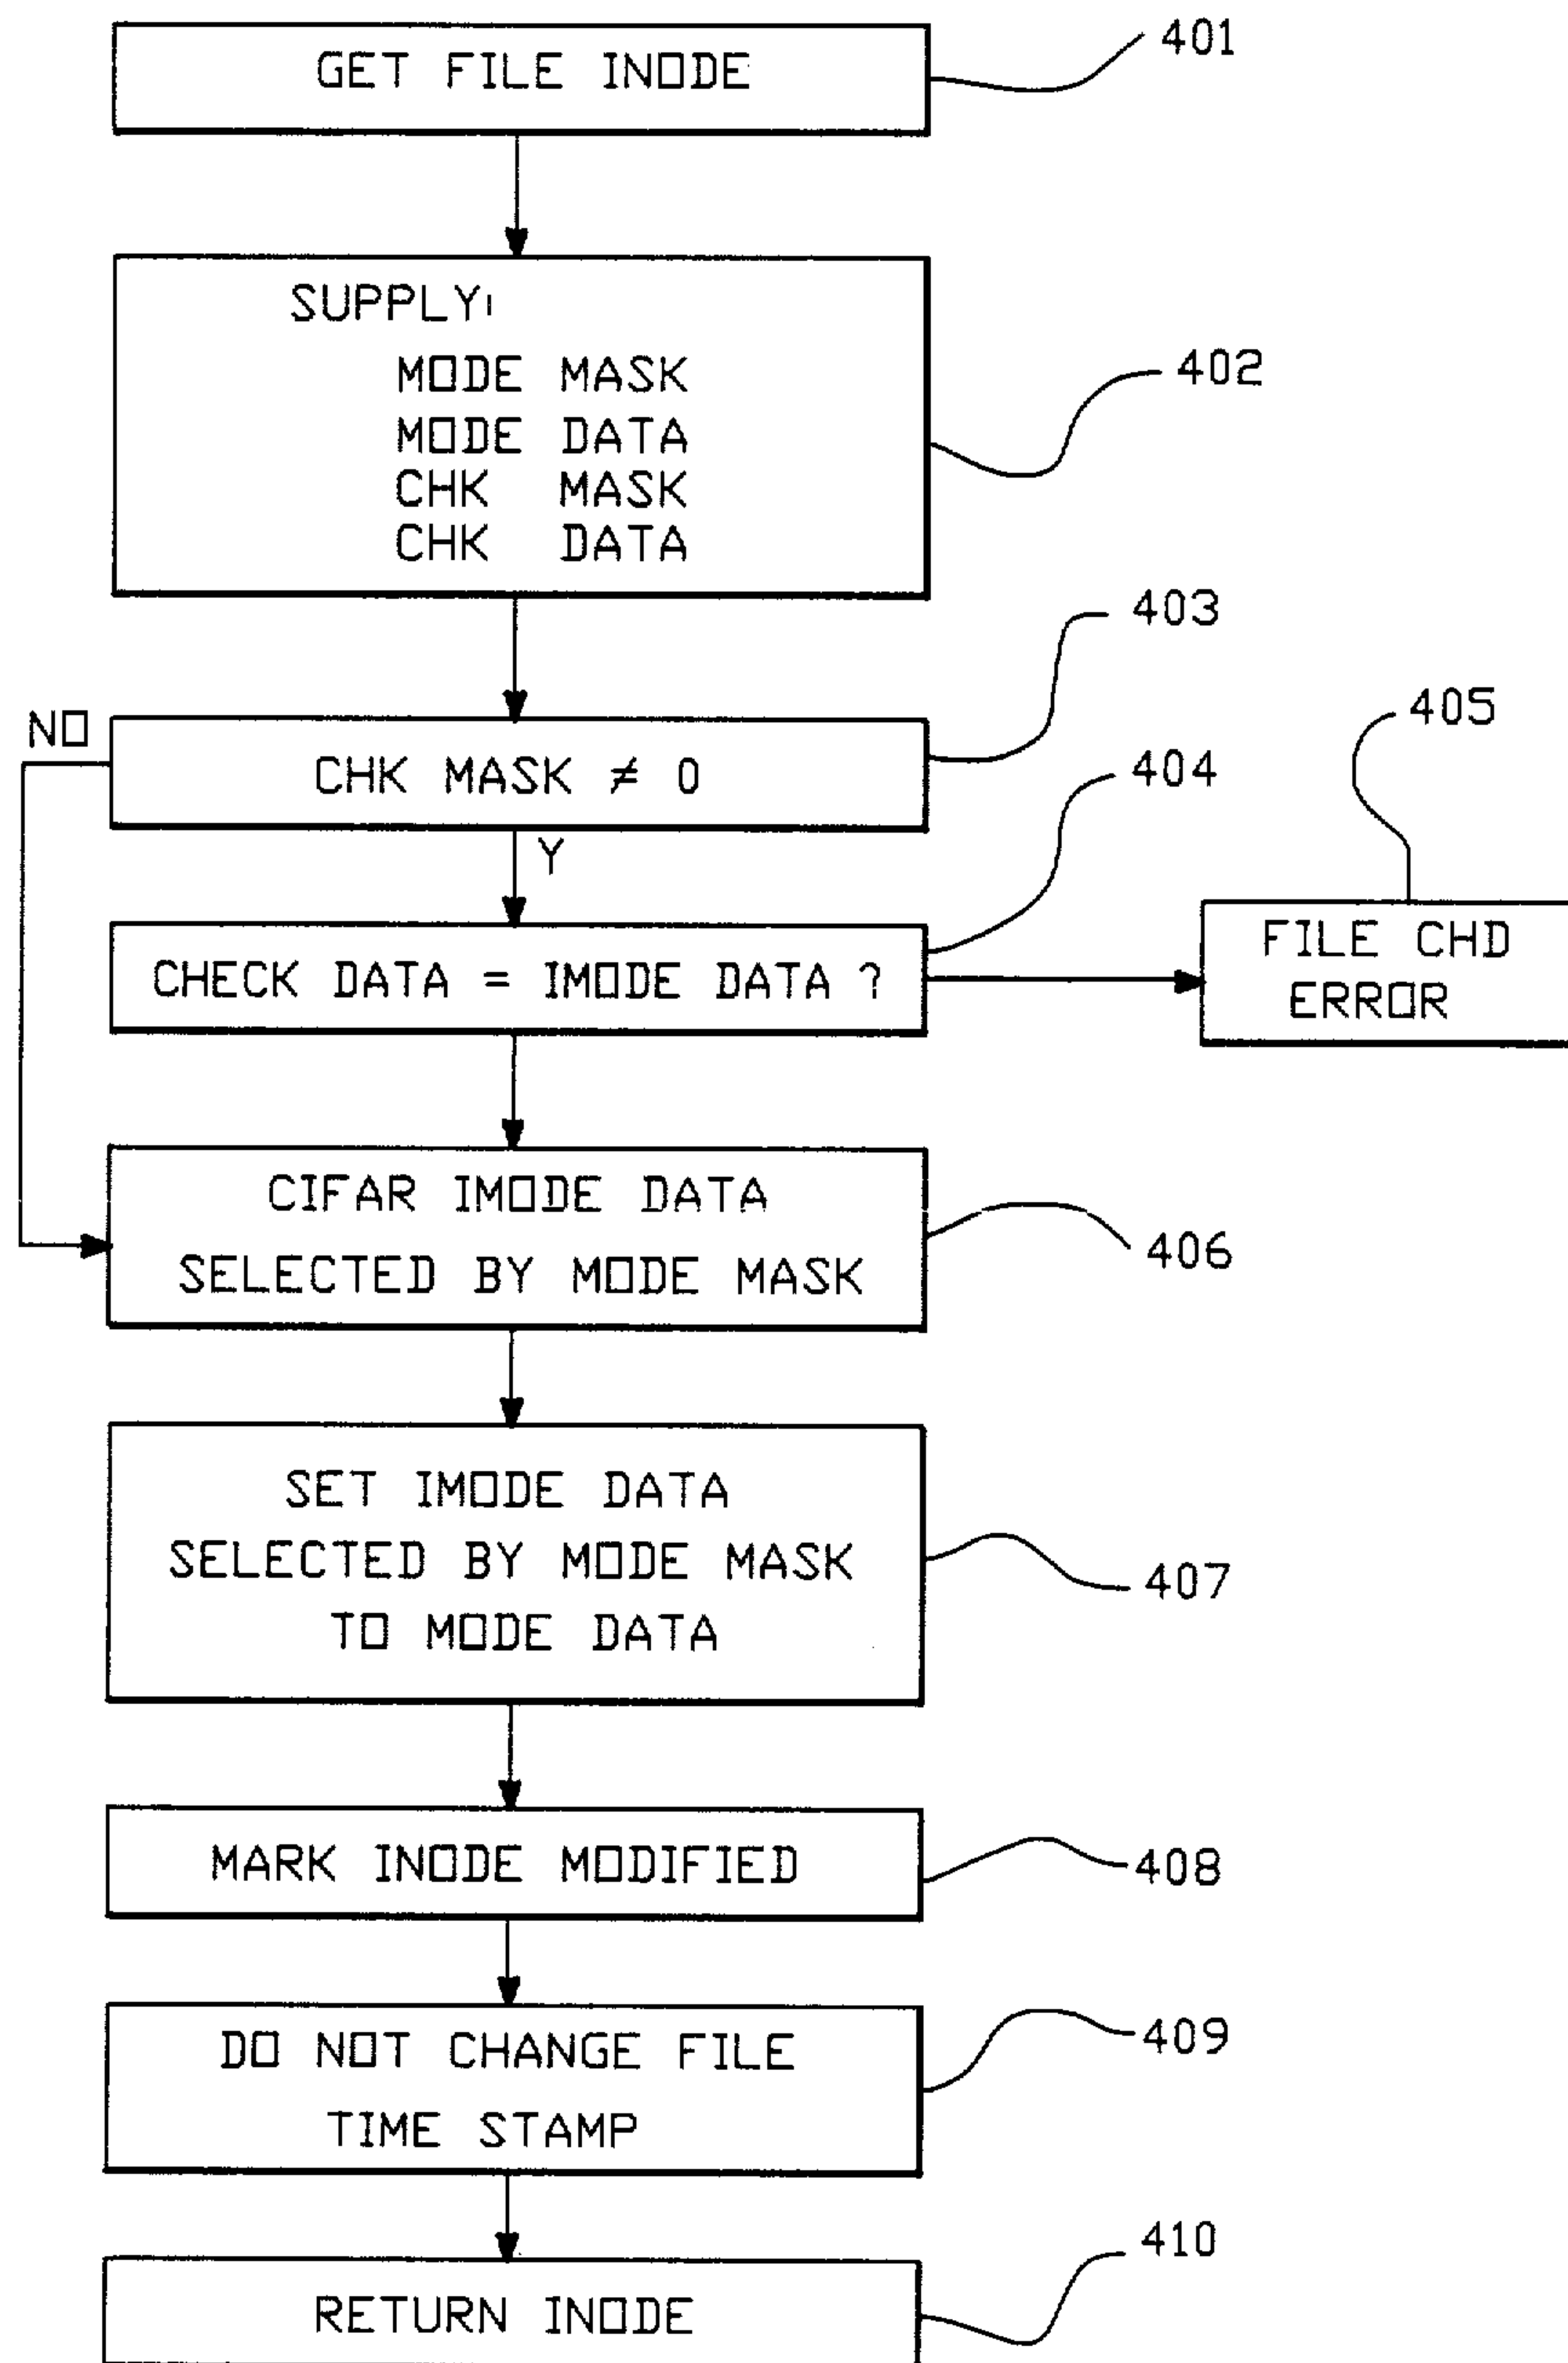 GET FILE INODE
401
SUPPLY:
MODE MASK
MODE DATA
CHK MASK
CHK DATA
402
403
NO
CHK MASK ≠ 0
404
405
Y
CHECK DATA = IMODE DATA ?
FILE CHD
ERROR
CIFAR IMODE DATA
SELECTED BY MODE MASK
406
SET IMODE DATA
SELECTED BY MODE MASK
TO MODE DATA
407
MARK INODE MODIFIED
408
DO NOT CHANGE FILE
TIME STAMP
409
410
RETURN INODE